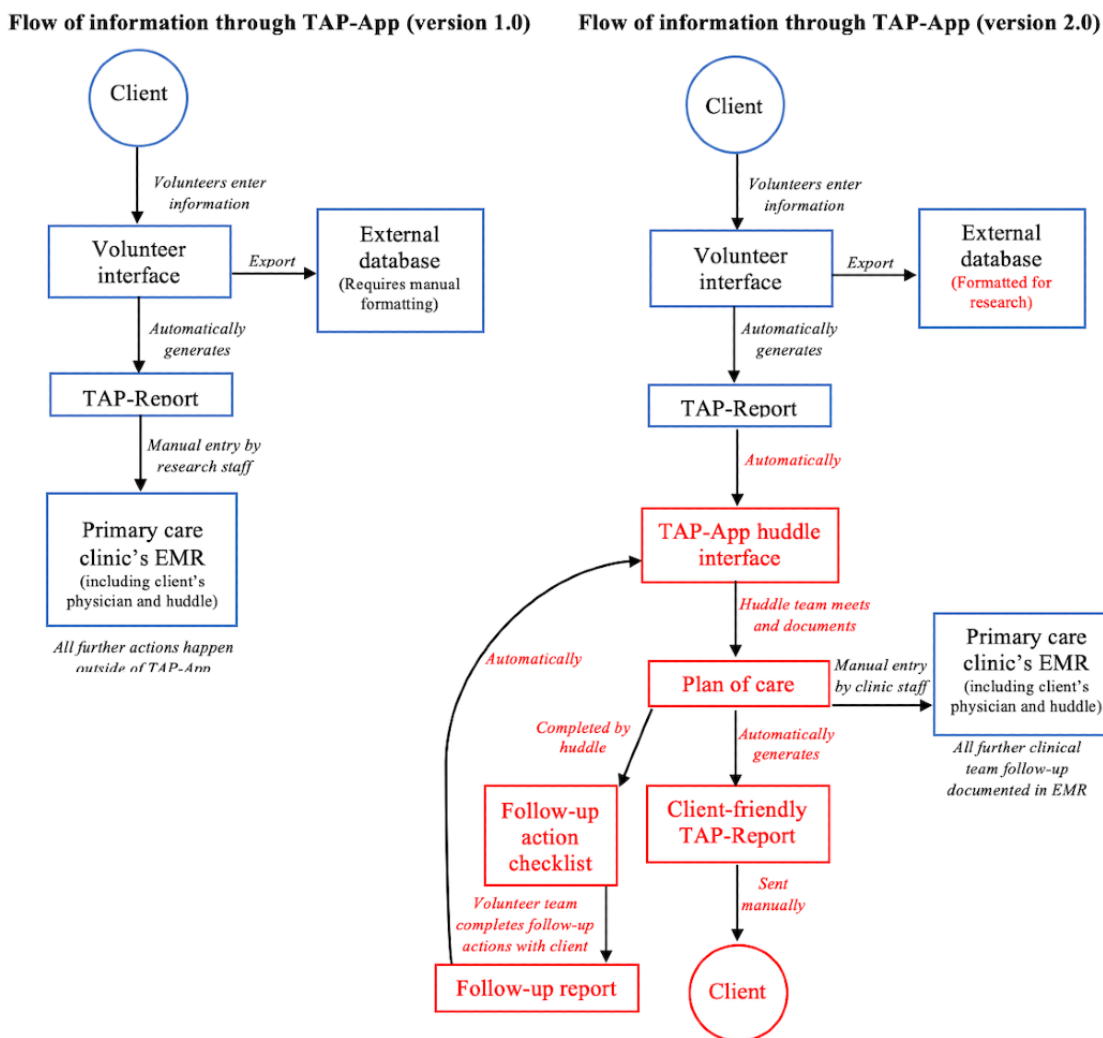 Flow of information through TAP-App (version 1.0)
Client
Volunteers enter
information
Volunteer
interface
Export
External
database
(Requires manual
formatting)
Automatically
generates
TAP-Report
Manual entry by
research staff
Primary care
clinic's EMR
(including client's
physician and huddle)
All further actions happen
outside of TAP-App
Flow of information through TAP-App (version 2.0)
Client
Volunteers enter
information
Volunteer
interface
Export
External
database
(Formatted for
research)
Automatically
generates
TAP-Report
Automatically
TAP-App huddle
interface
Huddle team meets
and documents
Automatically
Plan of care
Manual entry
by clinic staff
Primary care
clinic's EMR
(including client's
physician and huddle)
All further clinical
team follow-up
documented in EMR
Completed by
huddle
Automatically
generates
Follow-up
action
checklist
Client-friendly
TAP-Report
Volunteer team
completes follow-up
actions with client
Sent
manually
Follow-up report
Client